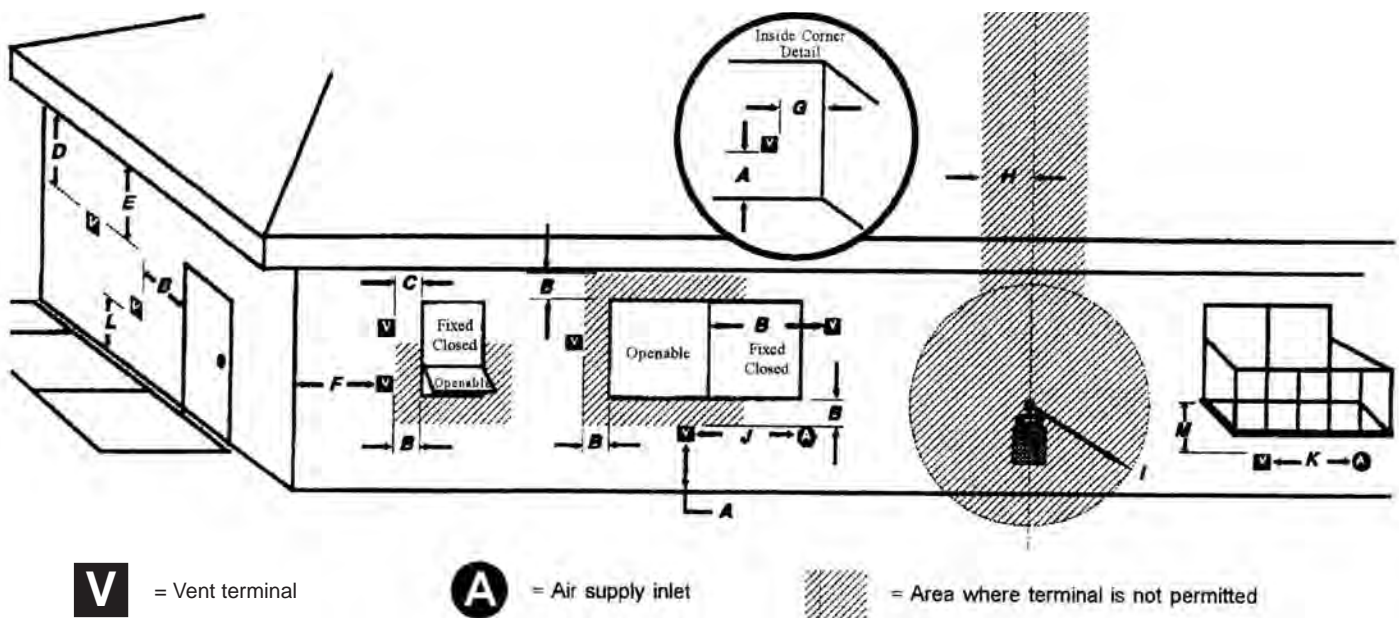 Inside Corner
Detail
G
V
A
D
E
V
B
V
L
H
C
B
V
Fixed
Closed
Openable
F
V
B
V
Openable
B
V
Fixed
Closed
B
B
V
J
A
A
I
M
V
K
A
V = Vent terminal
A = Air supply inlet
= Area where terminal is not permitted